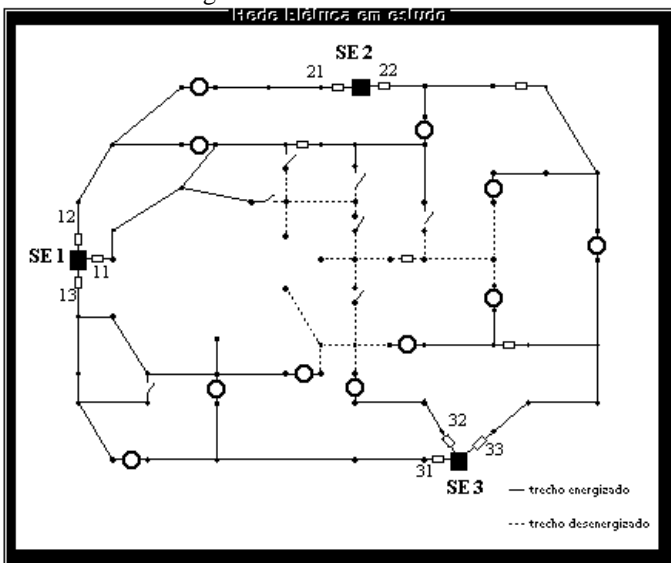 Rede Elétrica em estudo
SE 2
21
22
12
SE 1
11
13
32
33
31
SE 3
trecho energizado
trecho desenergizado